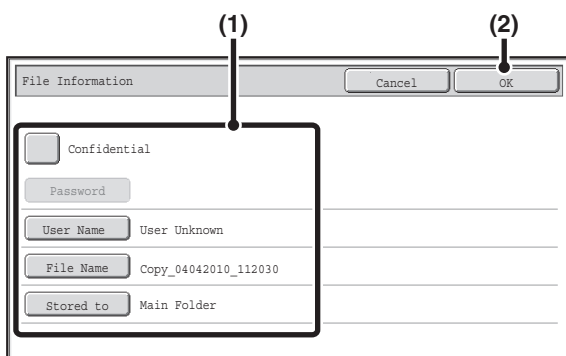 (1) (2)
File Information Cancel OK
Confidential
Password
User Name User Unknown
File Name Copy_04042010_112030
Stored to Main Folder